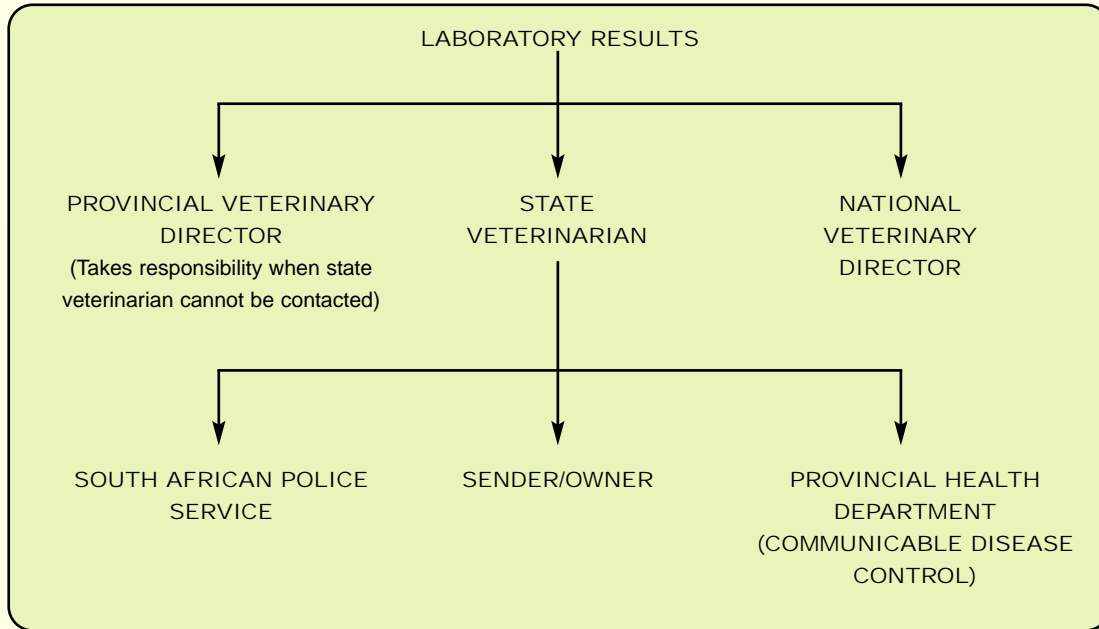 LABORATORY RESULTS
PROVINCIAL VETERINARY
DIRECTOR
(Takes responsibility when state
veterinarian cannot be contacted)
STATE
VETERINARIAN
NATIONAL
VETERINARY
DIRECTOR
SOUTH AFRICAN POLICE
SERVICE
SENDER/OWNER
PROVINCIAL HEALTH
DEPARTMENT
(COMMUNICABLE DISEASE
CONTROL)